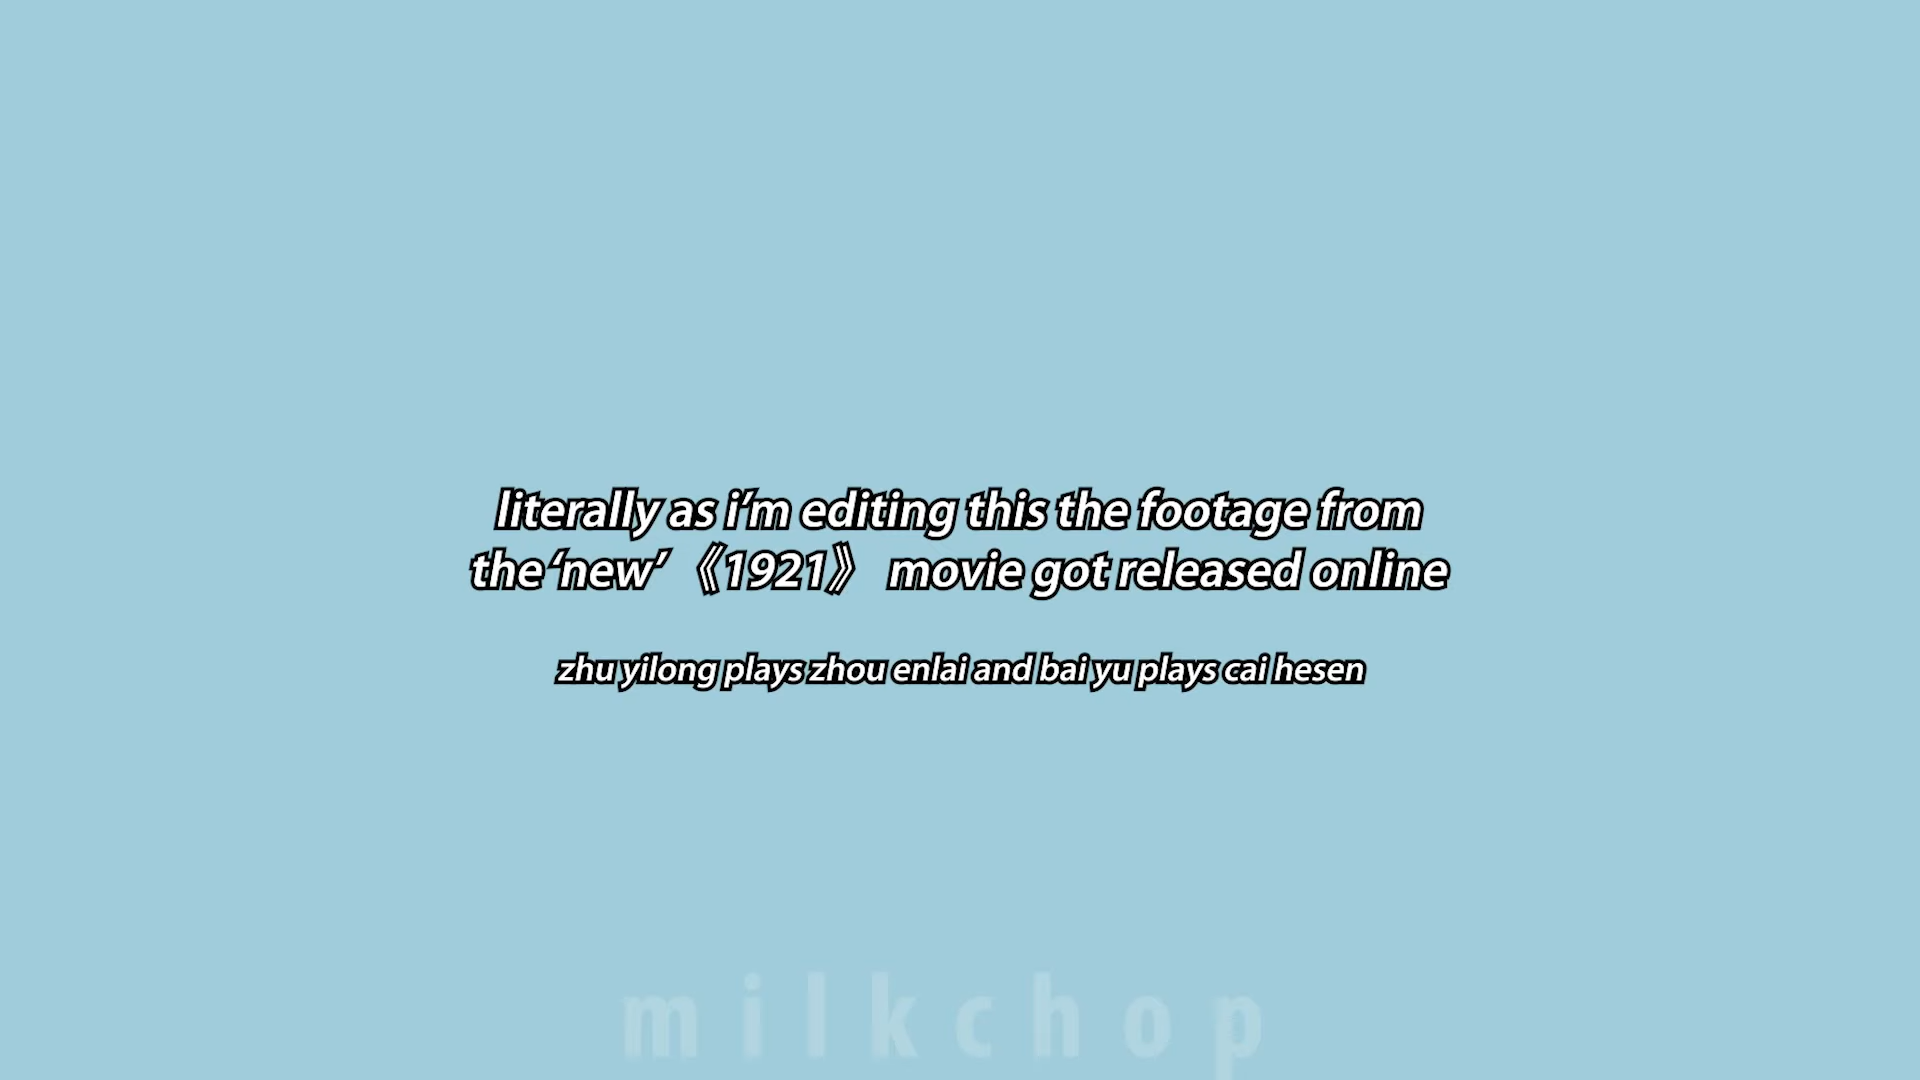 literally as i’m editing this the footage from
the ‘new’ 《1921》 movie got released online
zhu yilong plays zhou enlai and bai yu plays cai hesen
milkchop